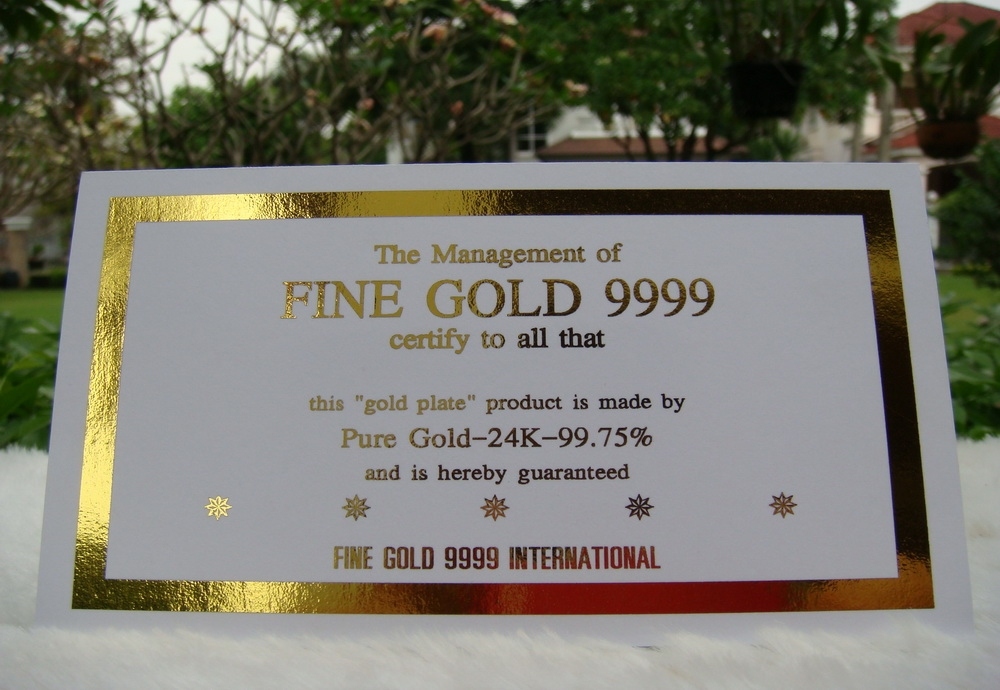 The Management of
FINE GOLD 9999
certify to all that
this "gold plate" product is made by
Pure Gold-24K-99.75%
and is hereby guaranteed
FINE GOLD 9999 INTERNATIONAL